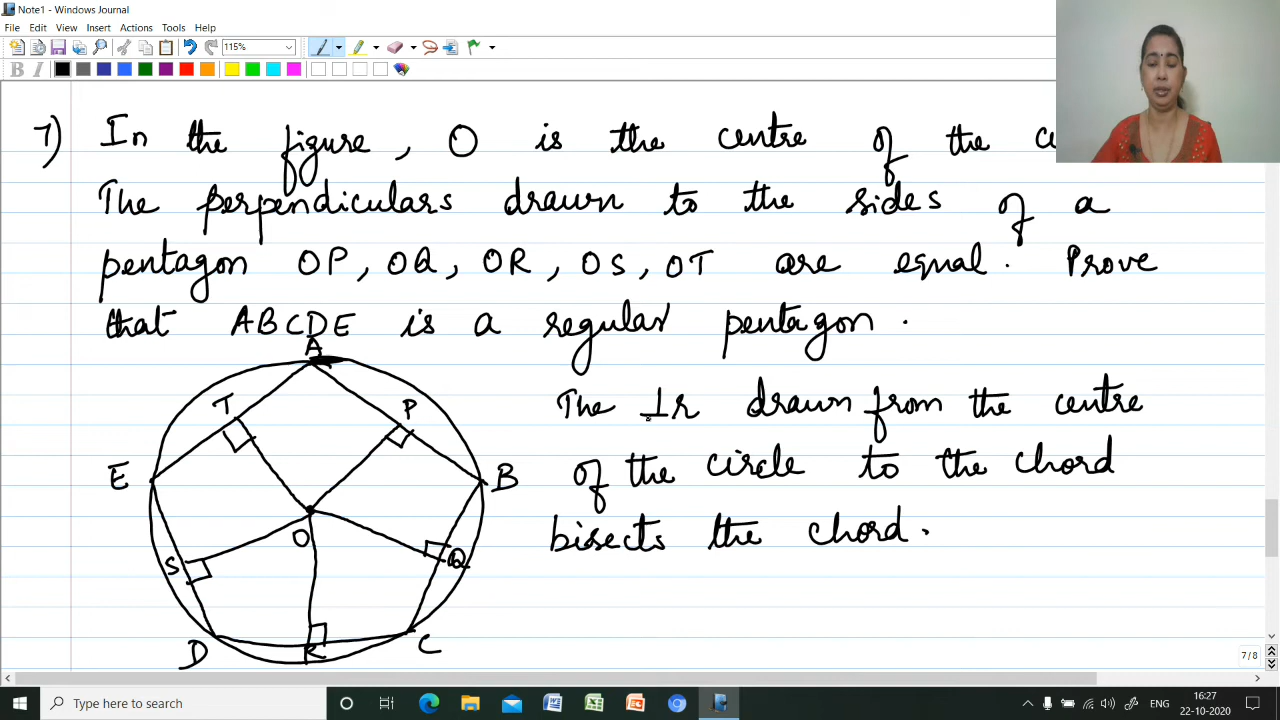 Note1 - Windows Journal
File Edit View Insert Actions Tools Help
115%
B I
7) In the figure, O is the centre of the
The perpendiculars drawn to the sides of a
pentagon OP, OQ, OR, OS, OT are equal. Prove
that ABCDE is a regular pentagon.
A
The ⊥r drawn from the centre
T P
of the circle to the chord
E B
bisects the chord.
O
S Q
D R C
7/8
Type here to search
ENG
16:27
22-10-2020